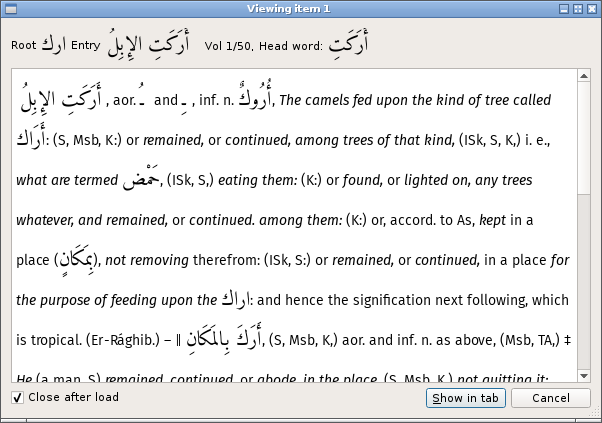 Viewing item 1
Root ارك Entry أَرَكَتِ الإِبِلُ Vol 1/50, Head word: أَرَكَتِ
أَرَكَتِ الإِبِلُ , aor. ـُ and ـِ , inf. n. أُرُوكٌ, The camels fed upon the kind of tree called
أَرَاك: (S, Msb, K:) or remained, or continued, among trees of that kind, (ISk, S, K,) i. e.,
what are termed حَمْض, (ISk, S,) eating them: (K:) or found, or lighted on, any trees
whatever, and remained, or continued. among them: (K:) or, accord. to As, kept in a
place (بِمَكَانٍ), not removing therefrom: (ISk, S:) or remained, or continued, in a place for
the purpose of feeding upon the اراك: and hence the signification next following, which
is tropical. (Er-Rághib.) – ‖ أَرَكَ بِالمَكَانِ, (S, Msb, K,) aor. and inf. n. as above, (Msb, TA,) ‡
He (a man, S) remained, continued, or abode, in the place, (S, Msb, K,) not quitting it:
Close after load
Show in tab
Cancel